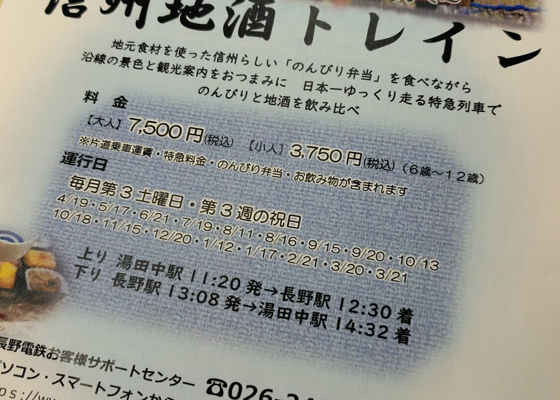 信州地酒トレイン
地元食材を使った信州らしい「のんびり弁当」を食べながら
沿線の景色と観光案内をおつまみに　日本一ゆっくり走る特急列車で
のんびりと地酒を飲み比べ
料　金
【大人】7,500円(税込)　【小人】3,750円(税込)（6歳～12歳）
※片道乗車運賃・特急料金・のんびり弁当・お飲み物が含まれます
運行日
毎月第3土曜日・第3週の祝日
4/19・5/17・6/21・7/19・8/11・8/16・9/15・9/20・10/13
10/18・11/15・12/20・1/12・1/17・2/21・3/20・3/21
上り　湯田中駅 11:20 発→長野駅 12:30 着
下り　長野駅 13:08 発→湯田中駅 14:32 着
長野電鉄お客様サポートセンター
パソコン・スマートフォンから
☎026-24